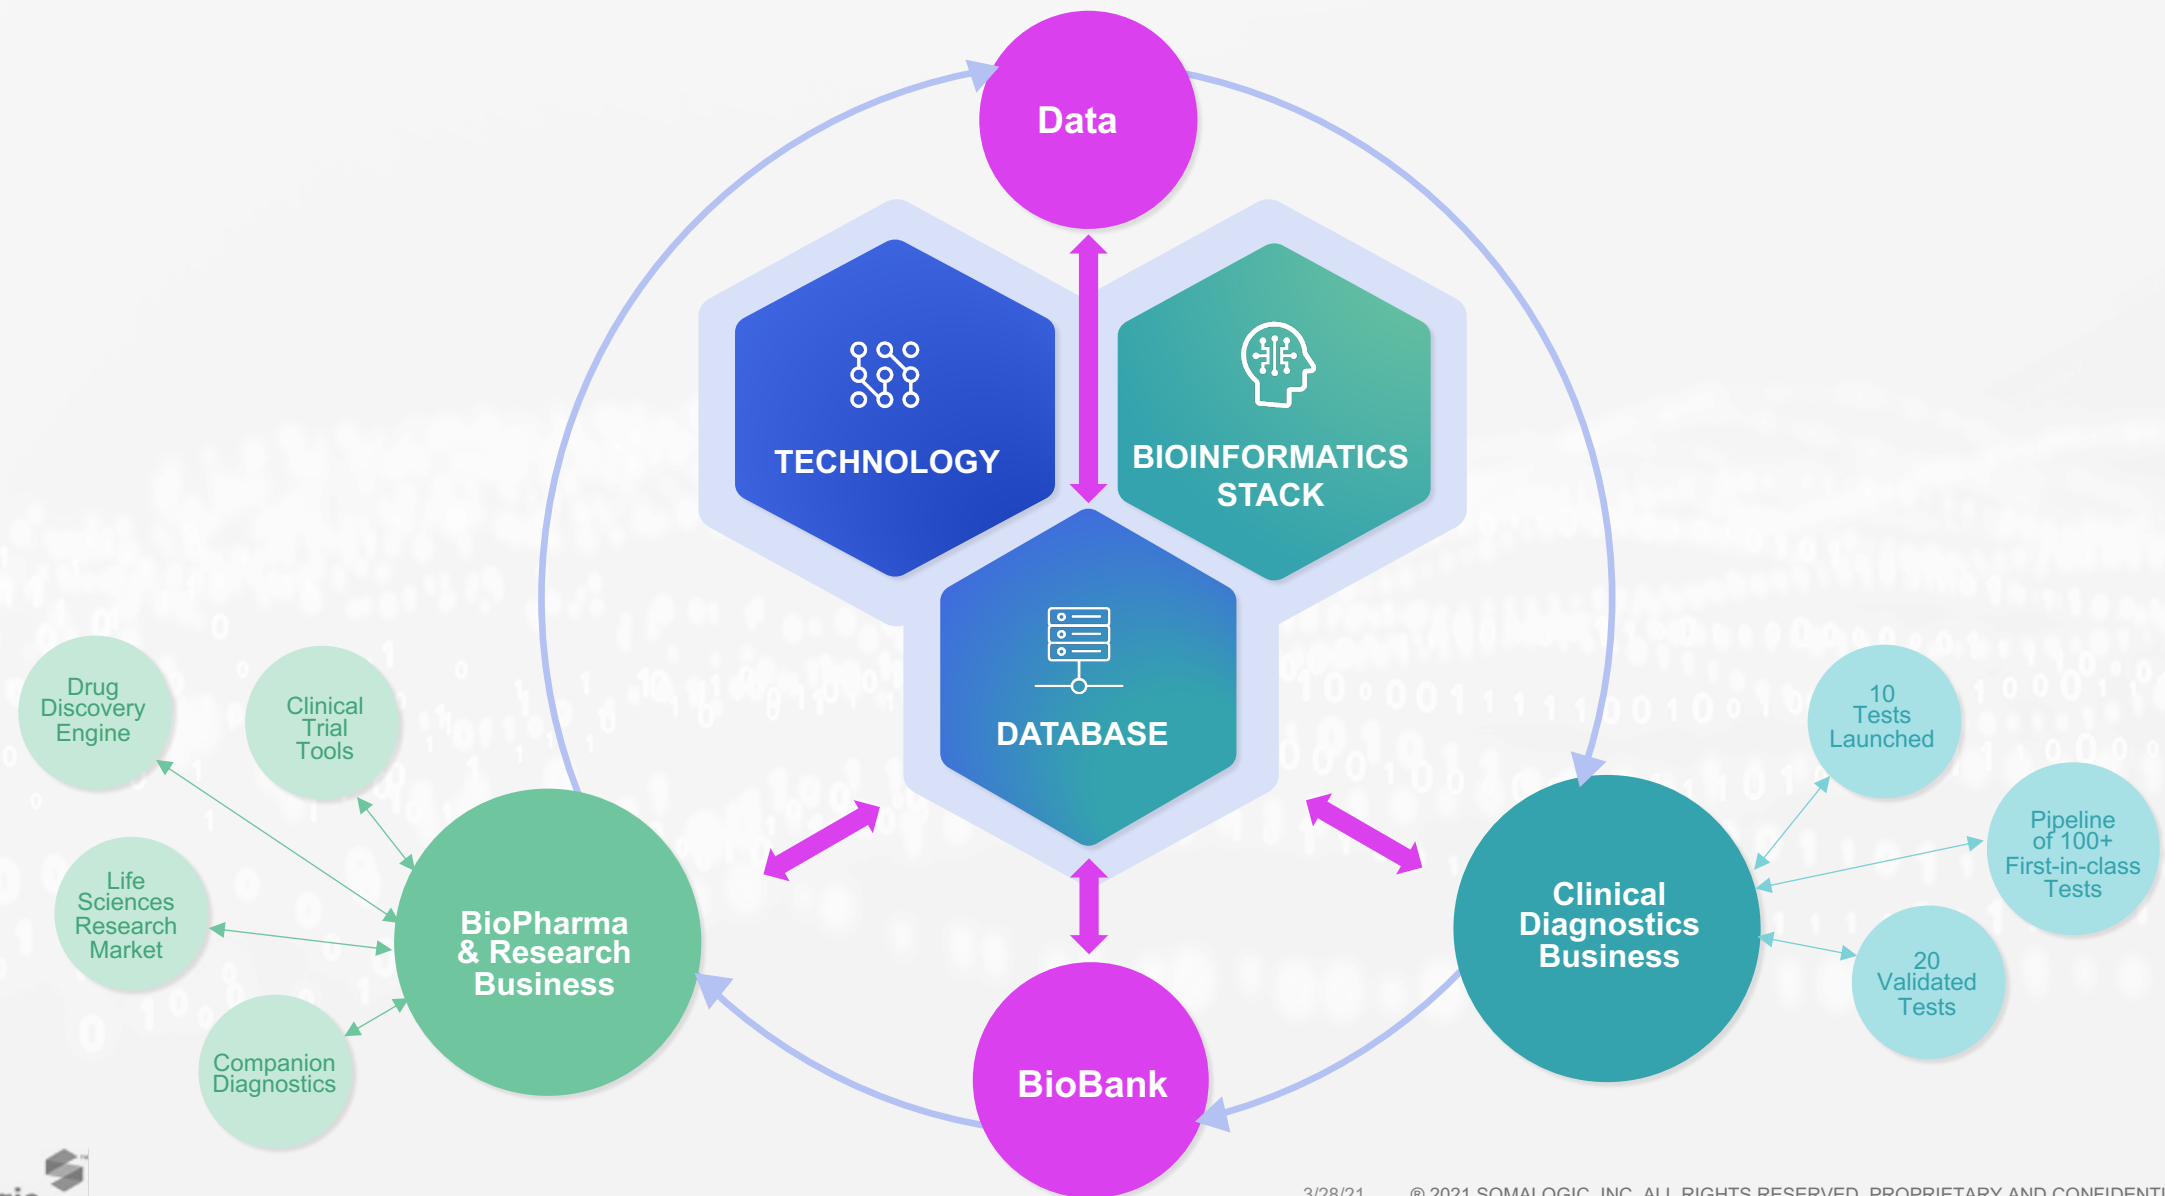 Data
TECHNOLOGY
BIOINFORMATICS
STACK
DATABASE
Drug
Discovery
Engine
Clinical
Trial
Tools
Life
Sciences
Research
Market
Companion
Diagnostics
BioPharma
& Research
Business
BioBank
Clinical
Diagnostics
Business
10
Tests
Launched
Pipeline
of 100+
First-in-class
Tests
20
Validated
Tests
3/28/21
© 2021 SOMALOGIC, INC. ALL RIGHTS RESERVED. PROPRIETARY AND CONFIDENTI